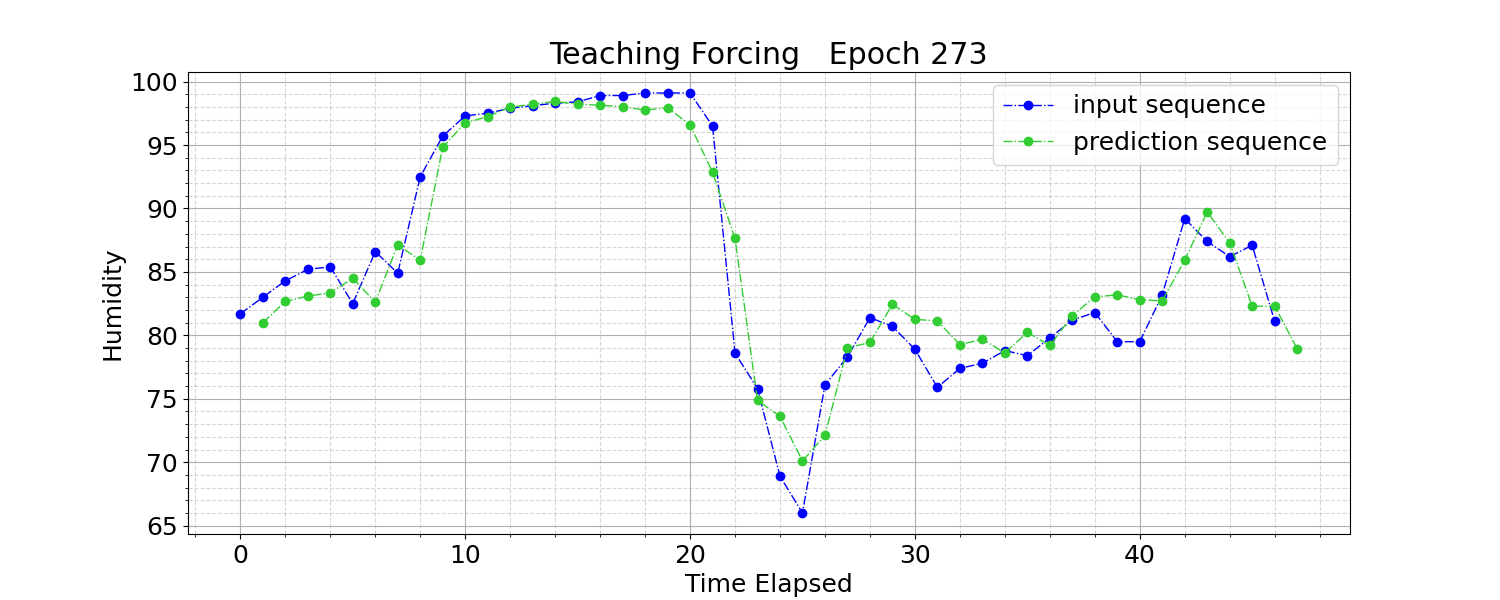 Teaching Forcing   Epoch 273
100
95
90
85
80
75
70
65
Humidity
input sequence
prediction sequence
0 10 20 30 40
Time Elapsed